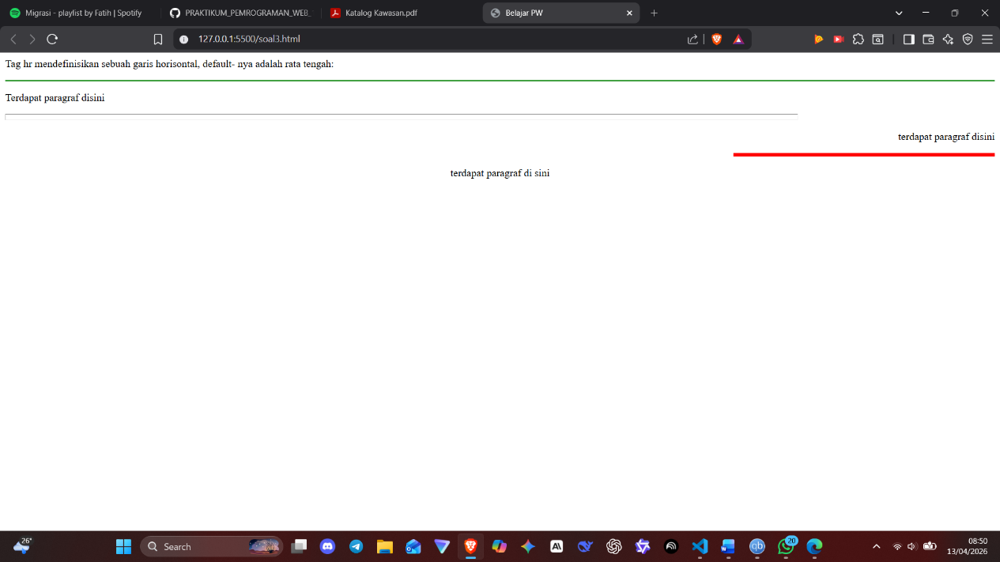 Migrasi - playlist by Fatih | Spotify
PRAKTIKUM_PEMROGRAMAN_WEB_
Katalog Kawasan.pdf
Belajar PW
127.0.0.1:5500/soal3.html
Tag hr mendefinisikan sebuah garis horisontal, default- nya adalah rata tengah:
Terdapat paragraf disini
terdapat paragraf disini
terdapat paragraf di sini
26°
Search
20
08:50
13/04/2026